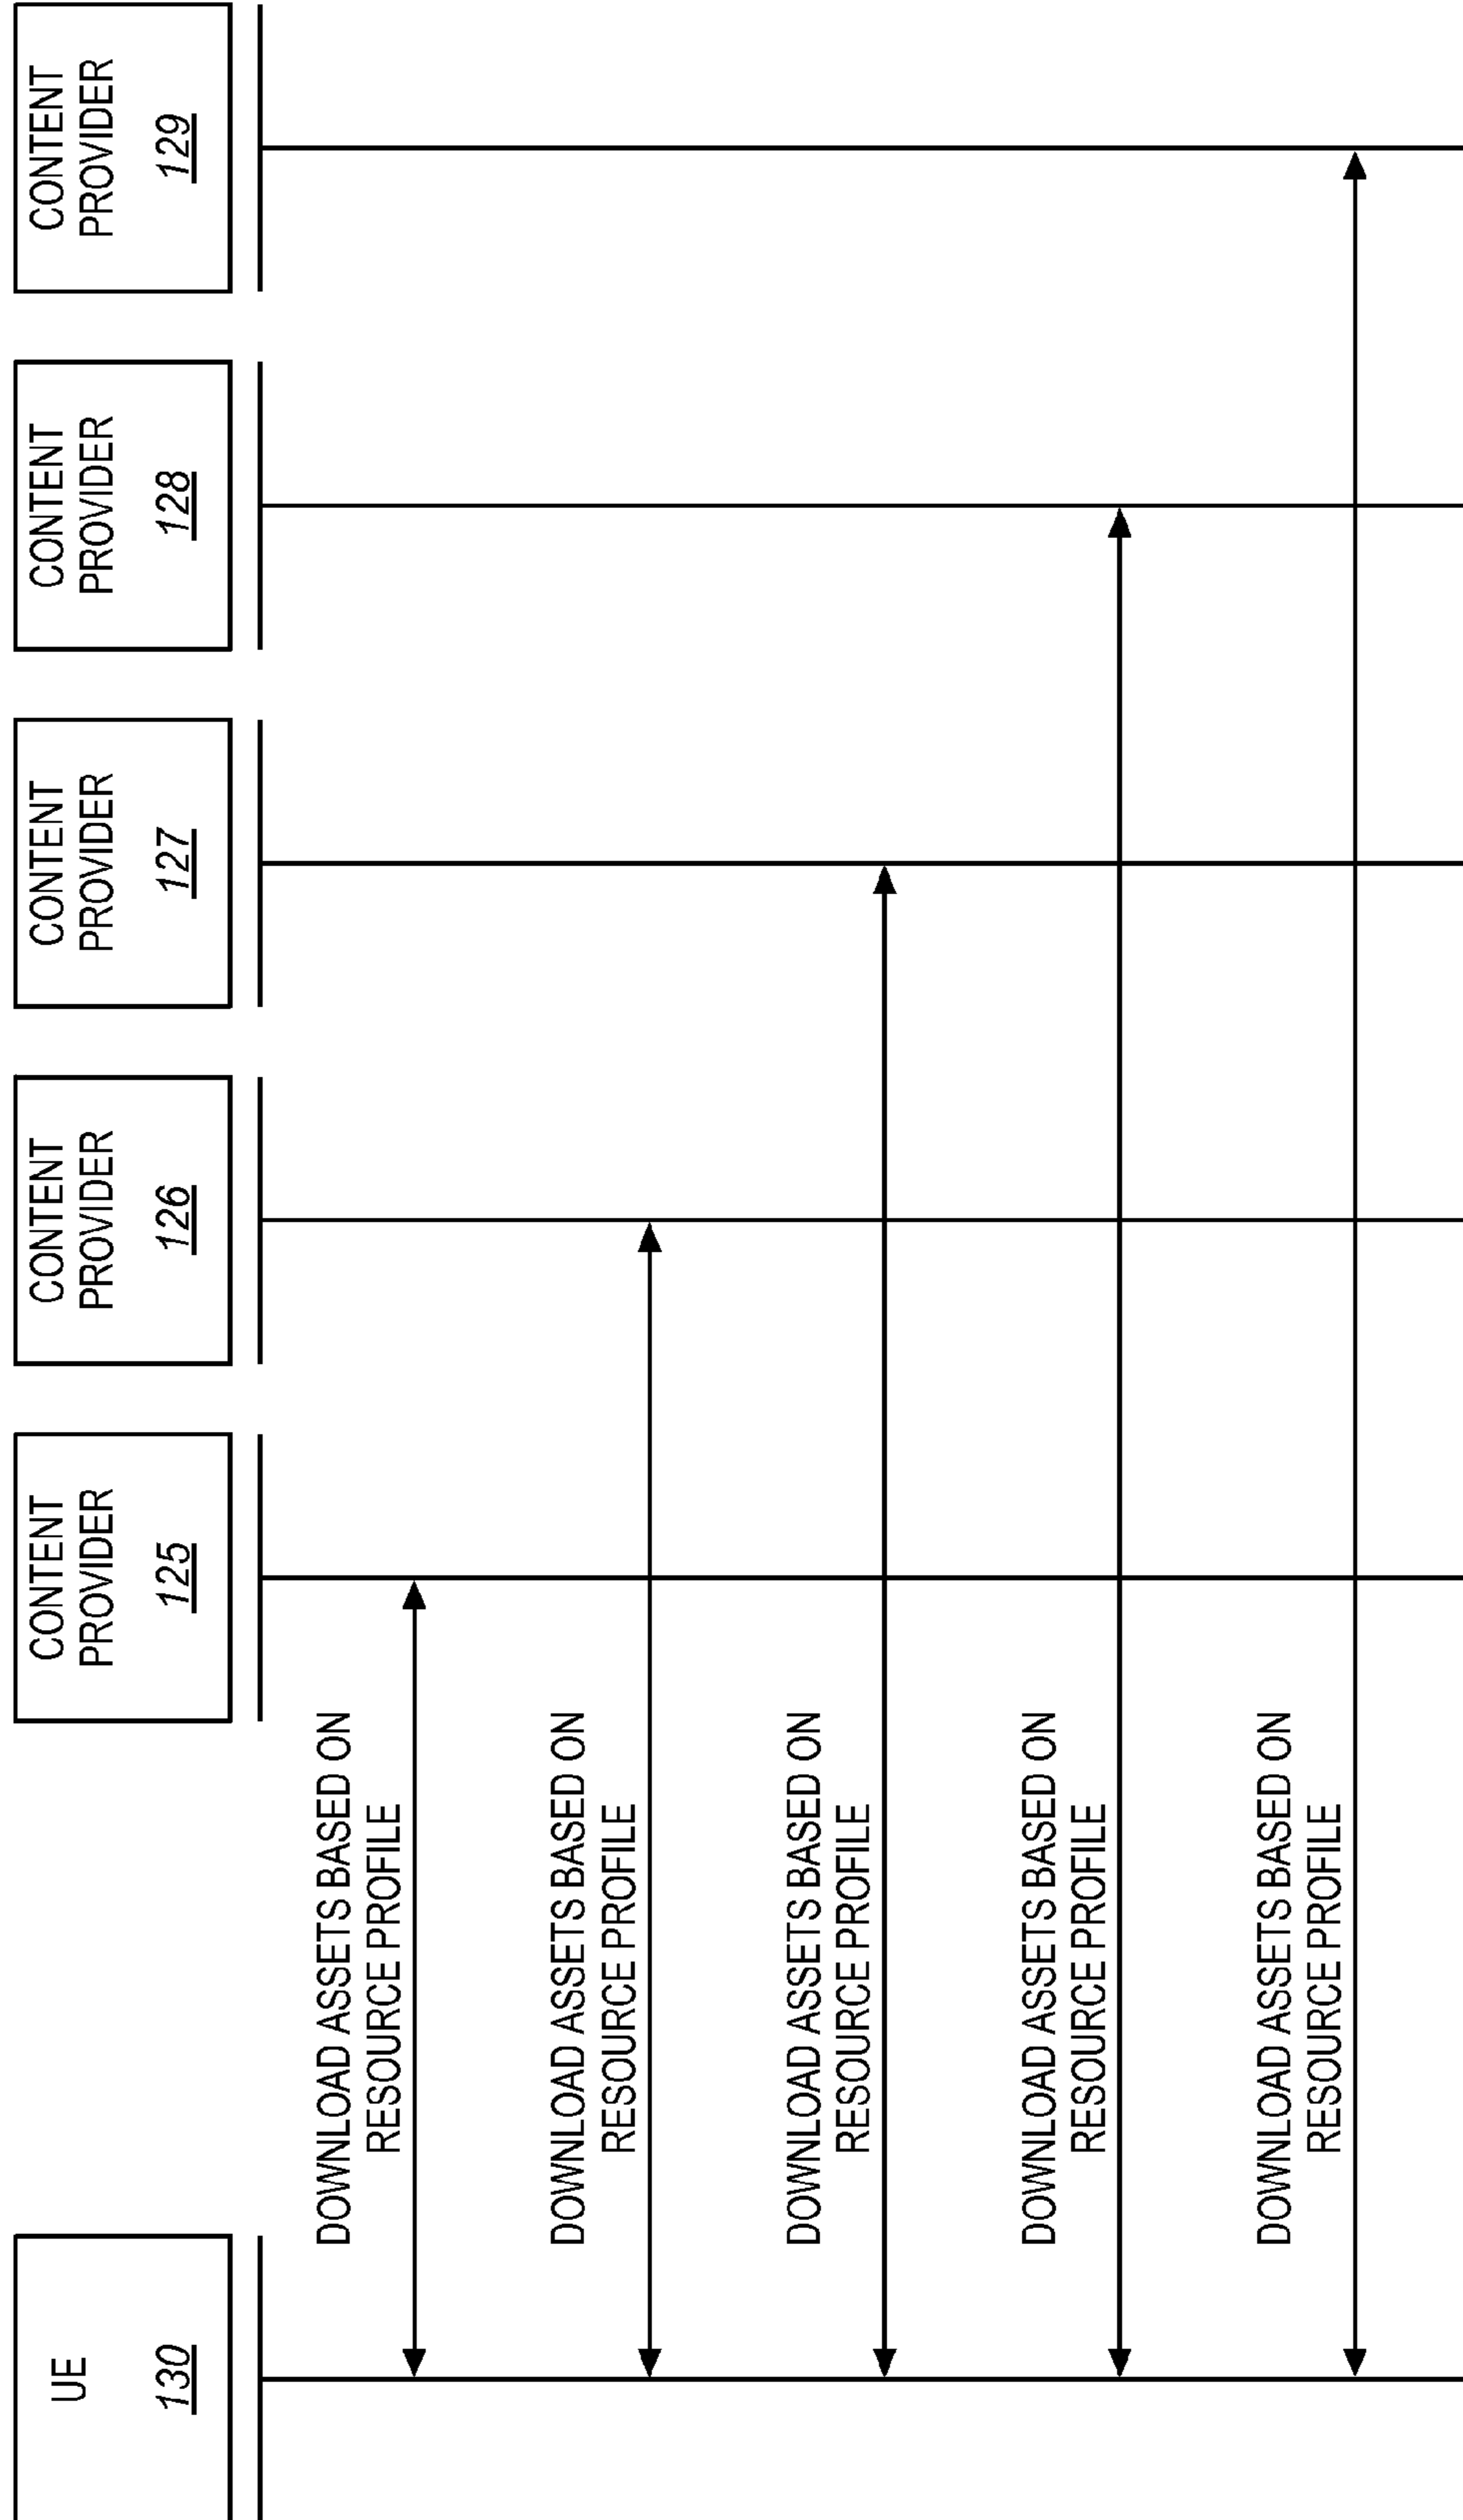 UE
130
CONTENT
PROVIDER
125
CONTENT
PROVIDER
126
CONTENT
PROVIDER
127
CONTENT
PROVIDER
128
CONTENT
PROVIDER
129
DOWNLOAD ASSETS BASED ON
RESOURCE PROFILE
DOWNLOAD ASSETS BASED ON
RESOURCE PROFILE
DOWNLOAD ASSETS BASED ON
RESOURCE PROFILE
DOWNLOAD ASSETS BASED ON
RESOURCE PROFILE
DOWNLOAD ASSETS BASED ON
RESOURCE PROFILE